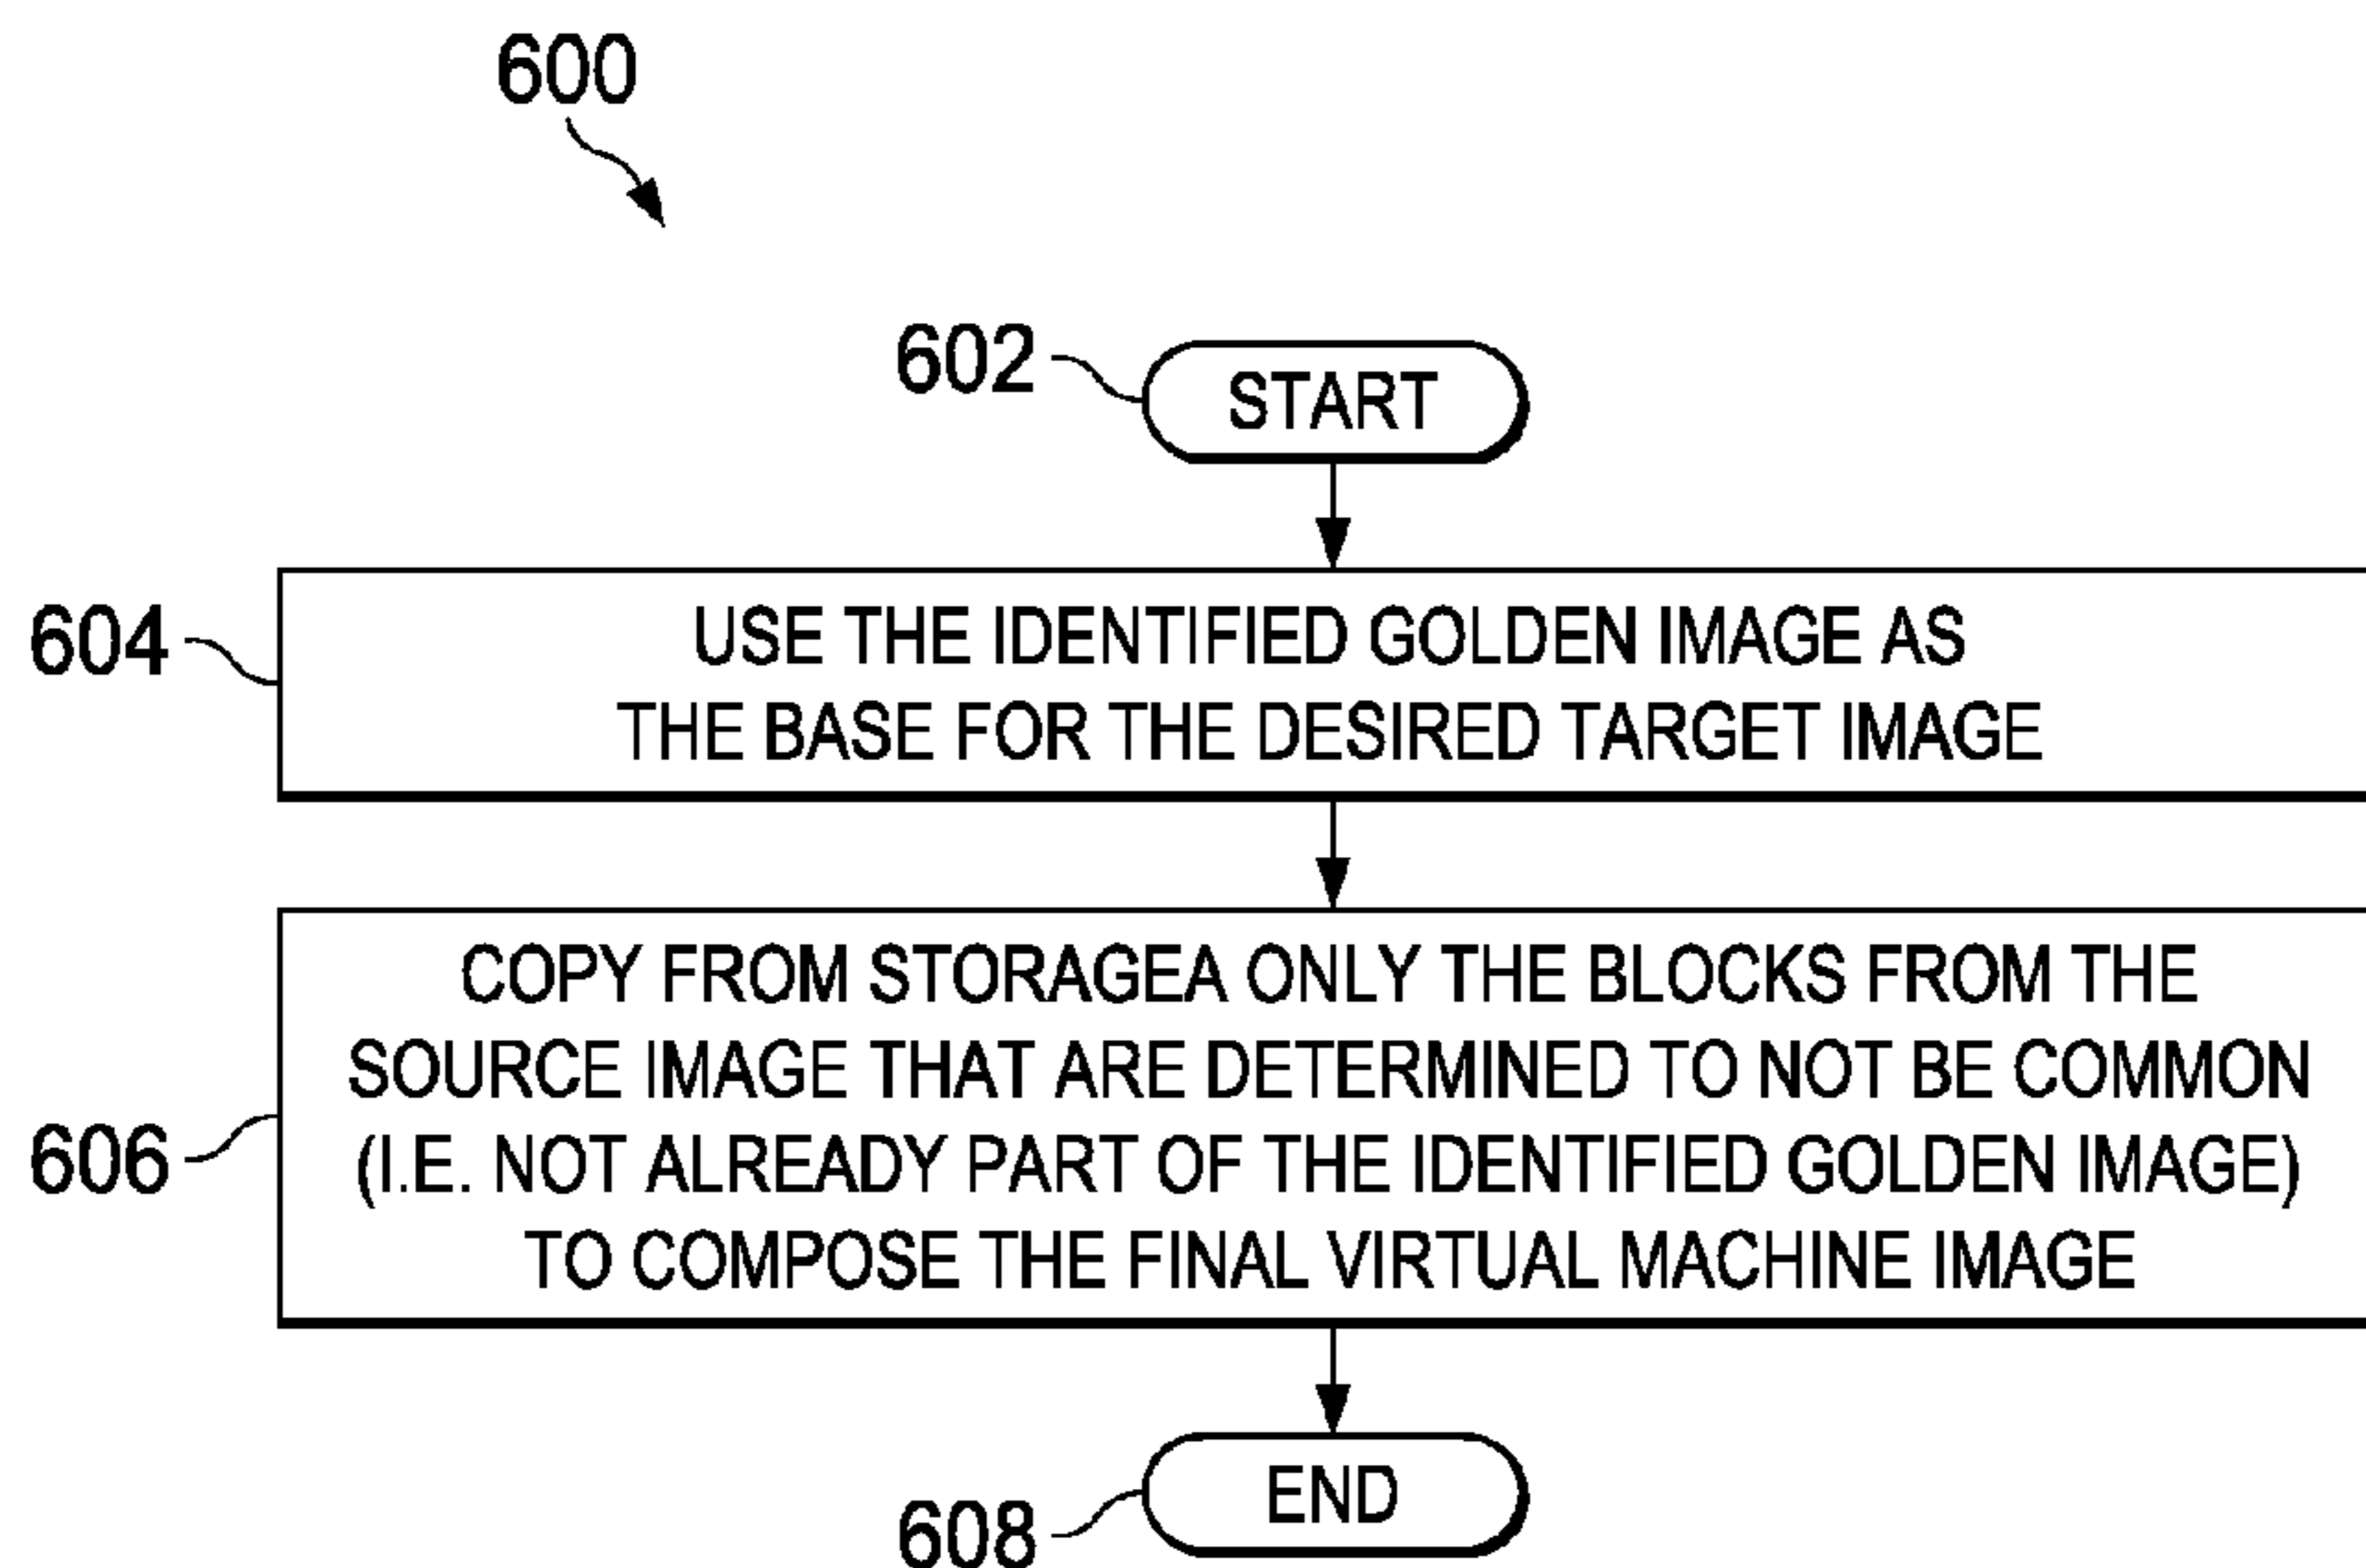 600
602
START
604
USE THE IDENTIFIED GOLDEN IMAGE AS
THE BASE FOR THE DESIRED TARGET IMAGE
COPY FROM STORAGEA ONLY THE BLOCKS FROM THE
SOURCE IMAGE THAT ARE DETERMINED TO NOT BE COMMON
606
(I.E. NOT ALREADY PART OF THE IDENTIFIED GOLDEN IMAGE)
TO COMPOSE THE FINAL VIRTUAL MACHINE IMAGE
END
608